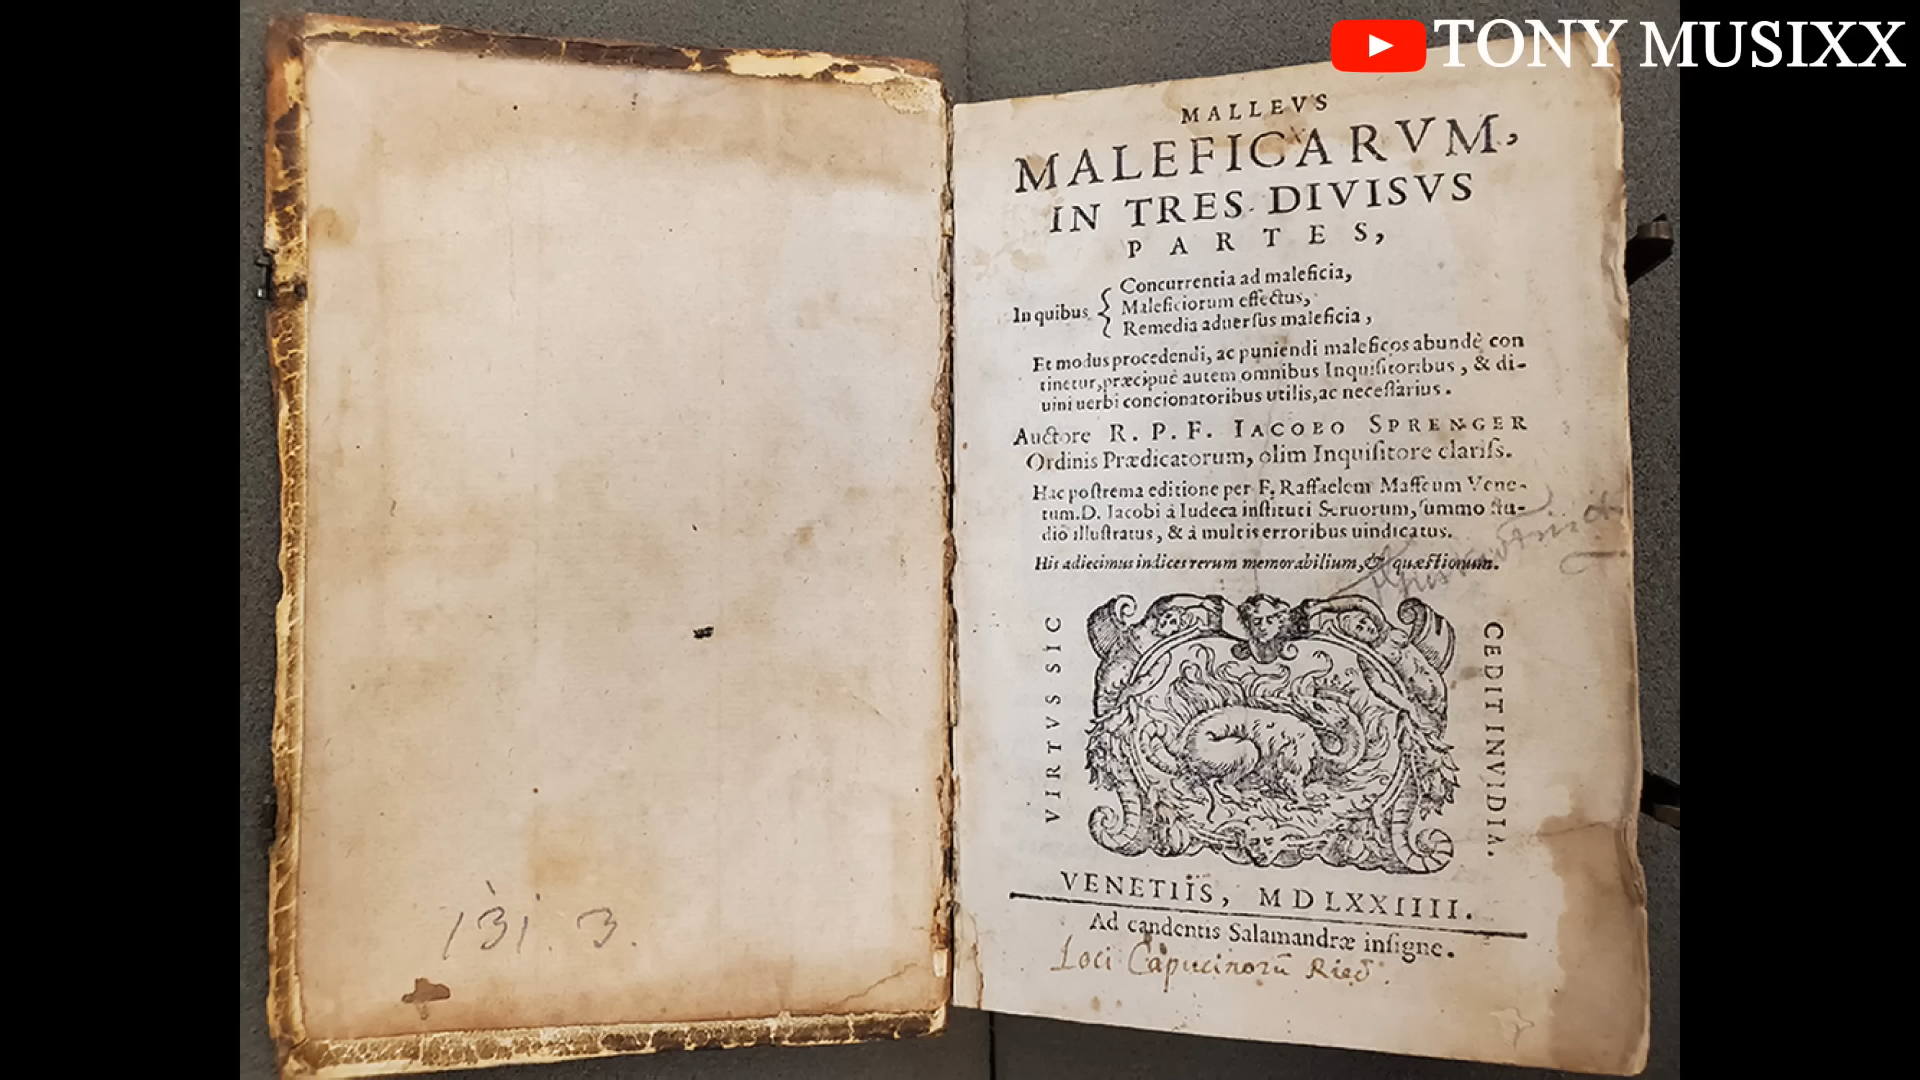 TONY MUSIXX
MALLEVS
MALEFICARVM,
IN TRES DIVISVS
PARTES,
In quibus
Concurrentia ad maleficia,
Maleficiorum effectus,
Remedia aduerſus maleficia,
Et modus procedendi, ac puniendi maleficos abundè con
tinetur, præcipuè autem omnibus Inquiſitoribus, & di-
uini uerbi concionatoribus utilis, ac neceſſarius.
Auctore R. P. F. IACOBO SPRENGER
Ordinis Prædicatorum, olim Inquiſitore clariſs.
Hac poſtrema editione per F. Raffaelem Maffeum Vene-
tum. D. Iacobi à Iudeca inſtituti Seruorum, ſummo ſtu-
dio illuſtratus, & à multis erroribus uindicatus.
His adiecimus indices rerum memorabilium, & quæſtionum.
VIRTVS SIC
CEDIT INVIDIA.
VENETIIS, MDLXXIIII.
Ad candentis Salamandræ inſigne.
Loci Capucinorū Ried.
131. 3.